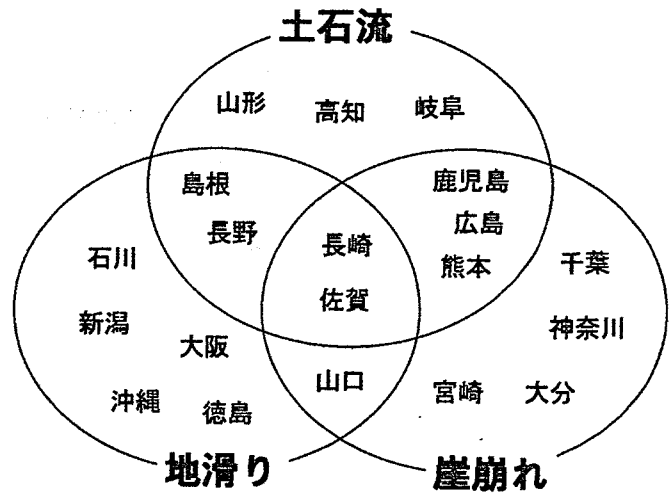 土石流
山形 高知 岐阜
島根 鹿児島
長野 長崎 広島
石川 熊本 千葉
佐賀
新潟 大阪 神奈川
山口
沖縄 徳島 宮崎 大分
地滑り 崖崩れ